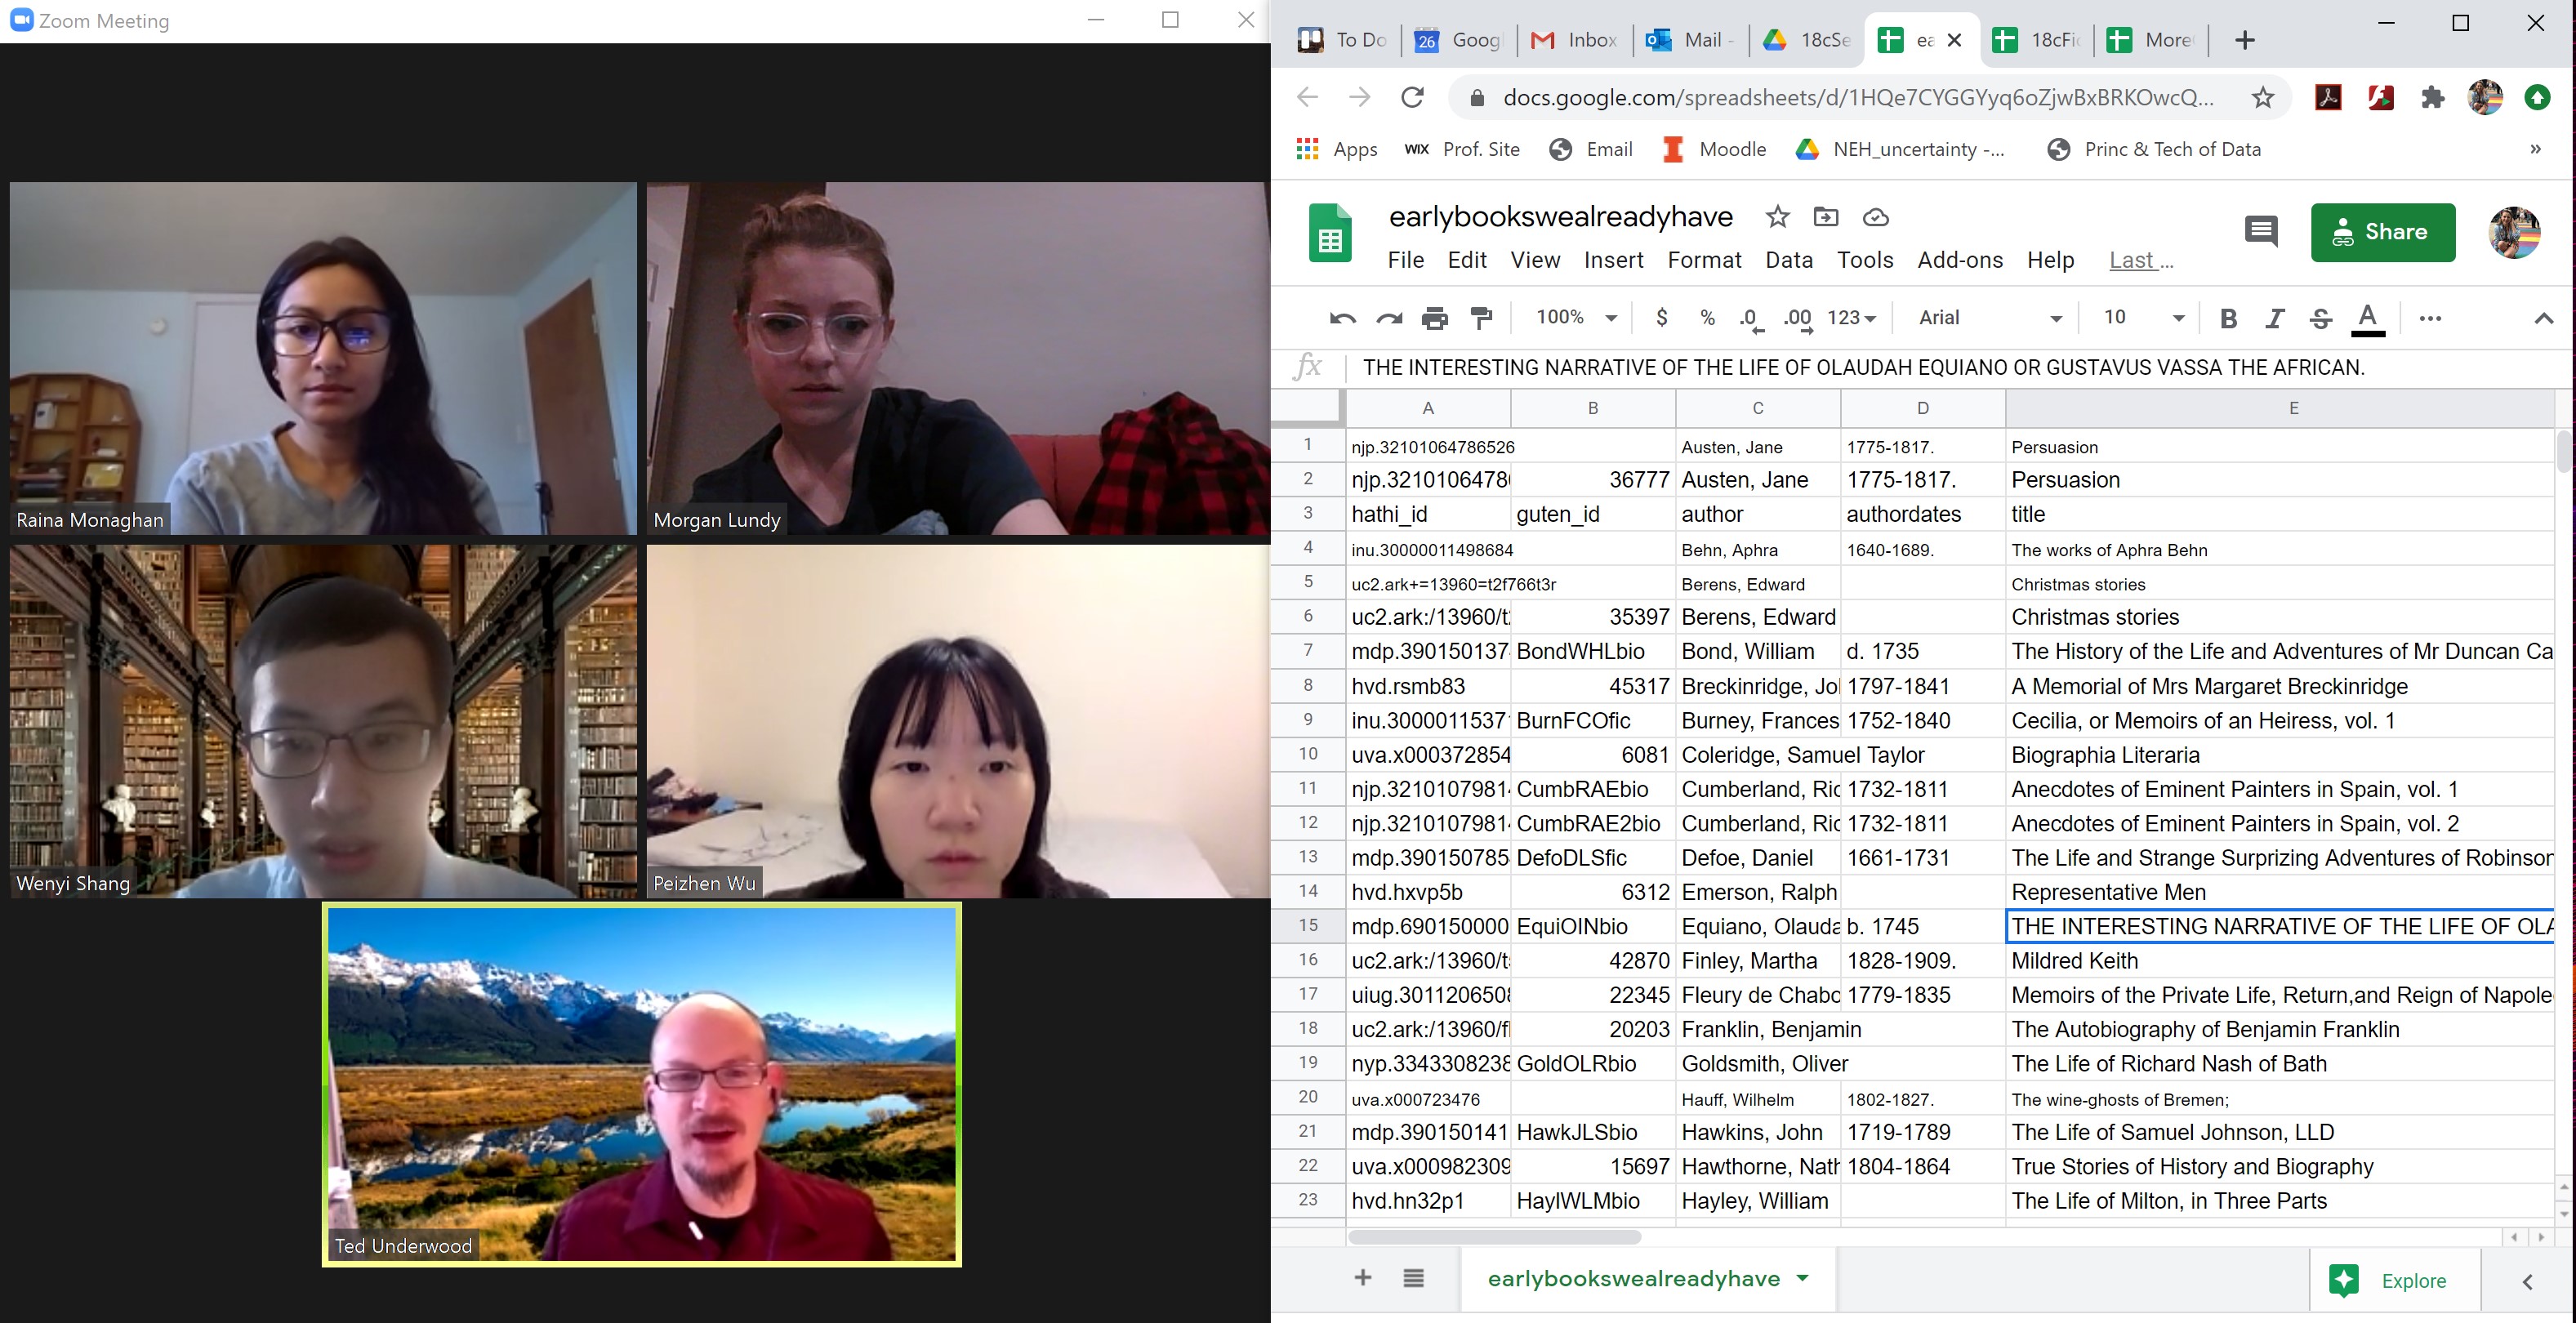 Zoom Meeting
Raina Monaghan
Morgan Lundy
Wenyi Shang
Peizhen Wu
Ted Underwood
To Do
26 Goog
Inbox
Mail -
18cSe
ea
18cFi
More
docs.google.com/spreadsheets/d/1HQe7CYGGYyq6oZjwBxBRKOwcQ...
Apps
WIX Prof. Site
Email
Moodle
NEH_uncertainty -...
Princ & Tech of Data
»
earlybookswealreadyhave
Share
File Edit View Insert Format Data Tools Add-ons Help Last ...
100% $ % .0 .00 123 Arial 10 B I S A
fx THE INTERESTING NARRATIVE OF THE LIFE OF OLAUDAH EQUIANO OR GUSTAVUS VASSA THE AFRICAN.
A B C D E
1 njp.32101064786526 Austen, Jane 1775-1817. Persuasion
2 njp.3210106478 36777 Austen, Jane 1775-1817. Persuasion
3 hathi_id guten_id author authordates title
4 inu.30000011498684 Behn, Aphra 1640-1689. The works of Aphra Behn
5 uc2.ark+=13960=t2f766t3r Berens, Edward Christmas stories
6 uc2.ark:/13960/t 35397 Berens, Edward Christmas stories
7 mdp.390150137 BondWHLbio Bond, William d. 1735 The History of the Life and Adventures of Mr Duncan Ca
8 hvd.rsmb83 45317 Breckinridge, Jo 1797-1841 A Memorial of Mrs Margaret Breckinridge
9 inu.3000011537 BurnFCOfic Burney, Frances 1752-1840 Cecilia, or Memoirs of an Heiress, vol. 1
10 uva.x000372854 6081 Coleridge, Samuel Taylor Biographia Literaria
11 njp.3210107981 CumbRAEbio Cumberland, Ric 1732-1811 Anecdotes of Eminent Painters in Spain, vol. 1
12 njp.3210107981 CumbRAE2bio Cumberland, Ric 1732-1811 Anecdotes of Eminent Painters in Spain, vol. 2
13 mdp.390150785 DefoDLSfic Defoe, Daniel 1661-1731 The Life and Strange Surprizing Adventures of Robinson
14 hvd.hxvp5b 6312 Emerson, Ralph Representative Men
15 mdp.690150000 EquiOINbio Equiano, Olauda b. 1745 THE INTERESTING NARRATIVE OF THE LIFE OF OLA
16 uc2.ark:/13960/t 42870 Finley, Martha 1828-1909. Mildred Keith
17 uiug.301120650 22345 Fleury de Chabo 1779-1835 Memoirs of the Private Life, Return,and Reign of Napole
18 uc2.ark:/13960/f 20203 Franklin, Benjamin The Autobiography of Benjamin Franklin
19 nyp.3343308238 GoldOLRbio Goldsmith, Oliver The Life of Richard Nash of Bath
20 uva.x000723476 Hauff, Wilhelm 1802-1827. The wine-ghosts of Bremen;
21 mdp.390150141 HawkJLSbio Hawkins, John 1719-1789 The Life of Samuel Johnson, LLD
22 uva.x000982309 15697 Hawthorne, Nath 1804-1864 True Stories of History and Biography
23 hvd.hn32p1 HaylWLMbio Hayley, William The Life of Milton, in Three Parts
earlybookswealreadyhave
Explore